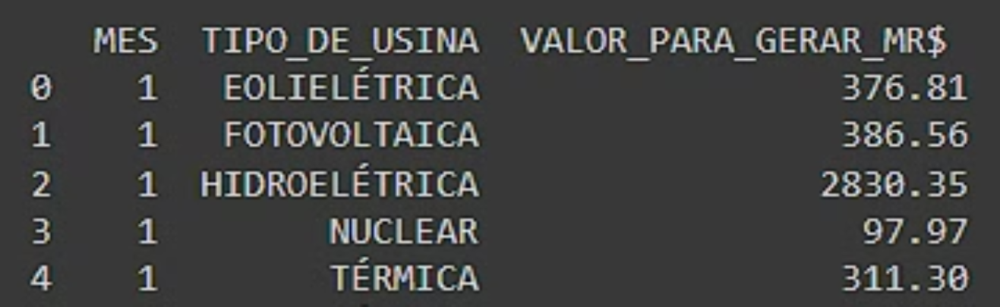 MES TIPO_DE_USINA VALOR_PARA_GERAR_MR$
0 1 EOLIELÉTRICA 376.81
1 1 FOTOVOLTAICA 386.56
2 1 HIDROELÉTRICA 2830.35
3 1 NUCLEAR 97.97
4 1 TÉRMICA 311.30